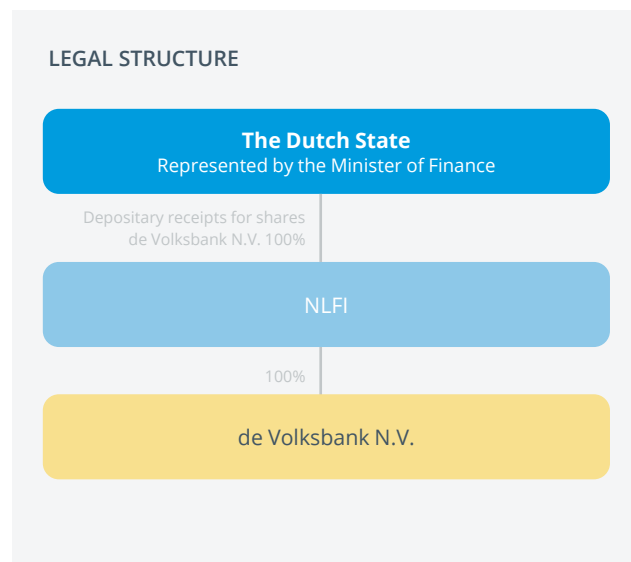 LEGAL STRUCTURE
The Dutch State
Represented by the Minister of Finance
Depositary receipts for shares
de Volksbank N.V. 100%
NLFI
100%
de Volksbank N.V.